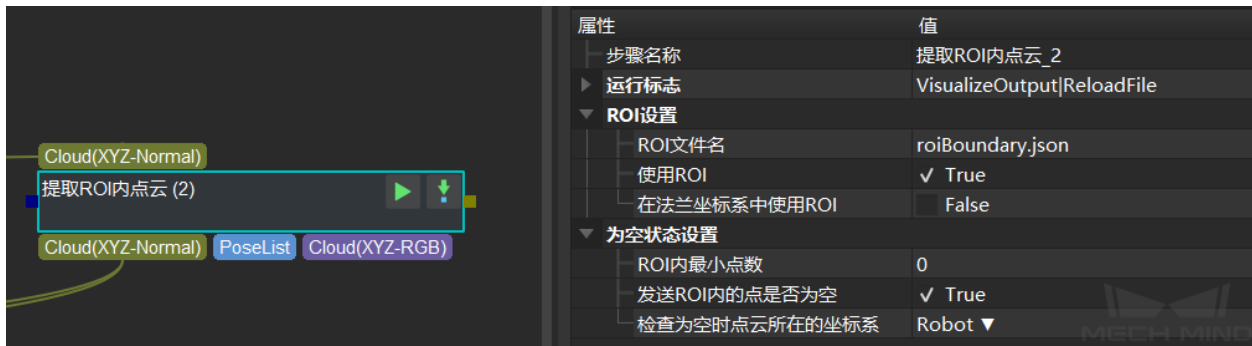 Cloud(XYZ-Normal)
提取ROI内点云 (2)
Cloud(XYZ-Normal) PoseList Cloud(XYZ-RGB)
属性 值
步骤名称 提取ROI内点云_2
运行标志 VisualizeOutput|ReloadFile
ROI设置
ROI文件名 roiBoundary.json
使用ROI ✓ True
在法兰坐标系中使用ROI False
为空状态设置
ROI内最小点数 0
发送ROI内的点是否为空 ✓ True
检查为空时点云所在的坐标系 Robot ▼
MECH MIND